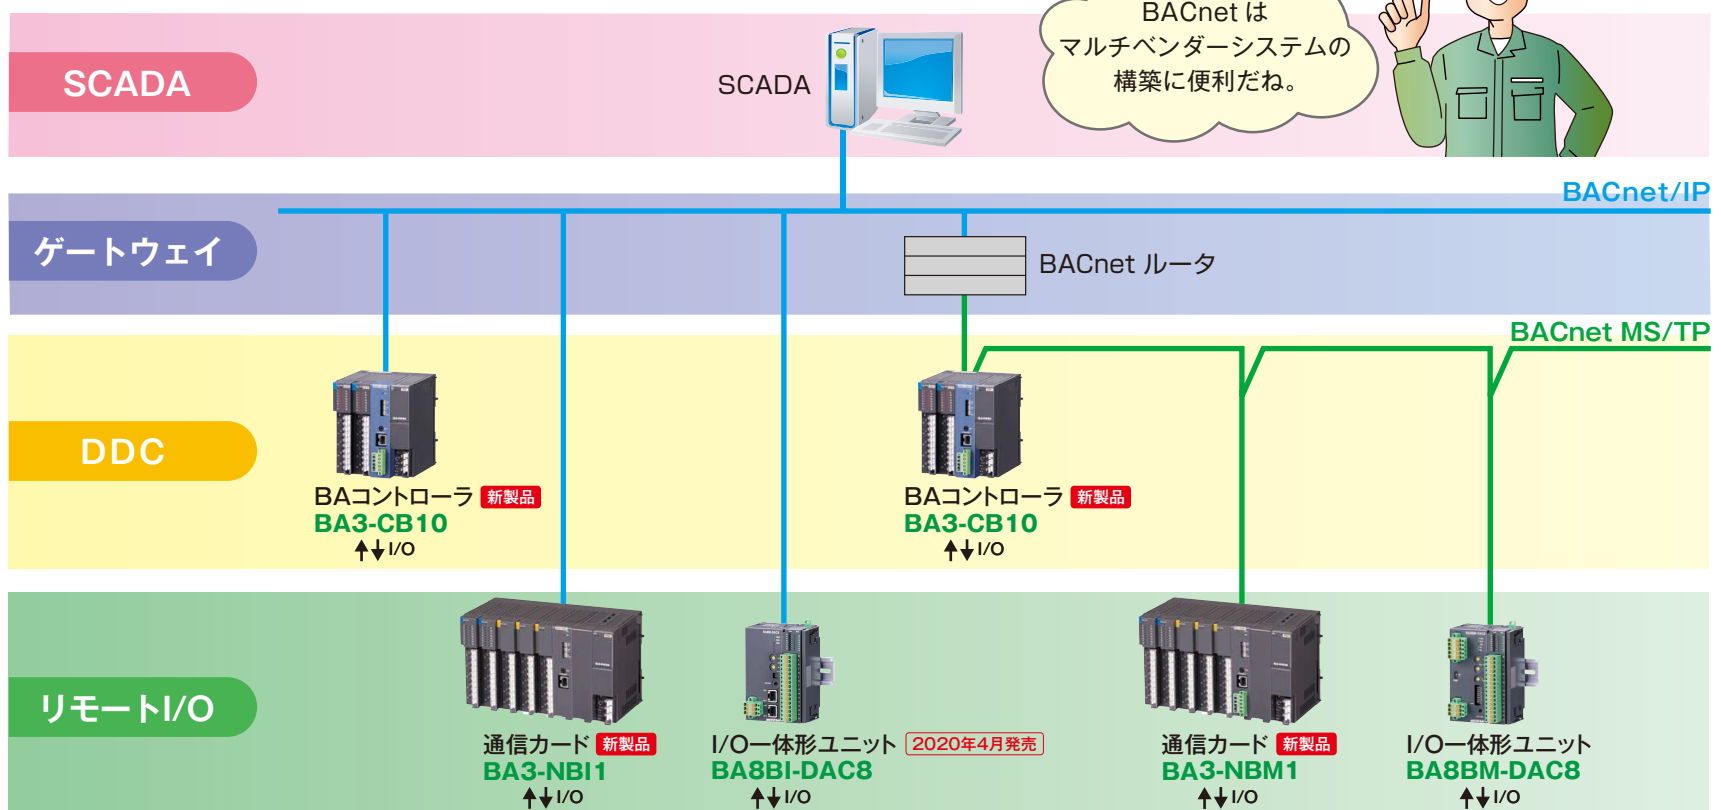 BACnet は
マルチベンダーシステムの
構築に便利だね。
SCADA
SCADA
BACnet/IP
ゲートウェイ
BACnet ルータ
BACnet MS/TP
DDC
BAコントローラ 新製品
BA3-CB10
I/O
BAコントローラ 新製品
BA3-CB10
I/O
リモートI/O
通信カード 新製品
BA3-NBI1
I/O
I/O一体形ユニット 2020年4月発売
BA8BI-DAC8
I/O
通信カード 新製品
BA3-NBM1
I/O
I/O一体形ユニット
BA8BM-DAC8
I/O